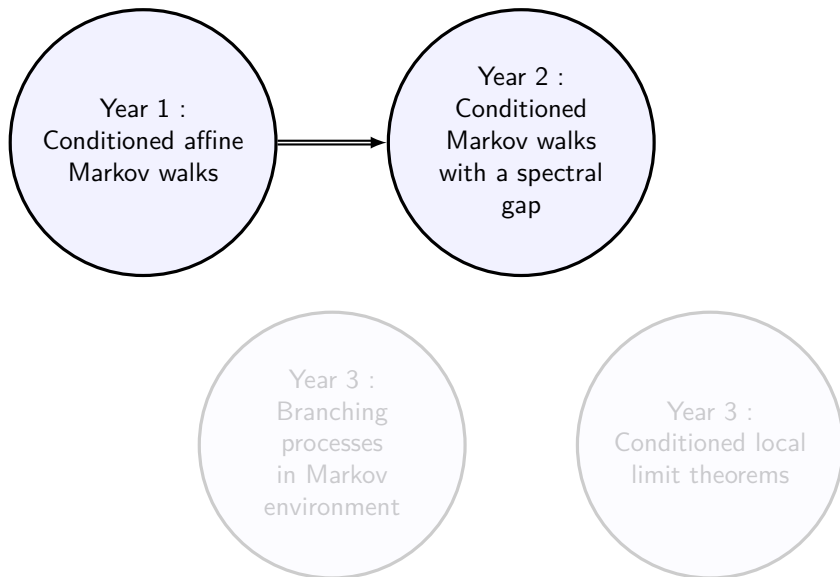 Year 1 :
Conditioned affine
Markov walks
Year 2 :
Conditioned
Markov walks
with a spectral
gap
Year 3 :
Branching
processes
in Markov
environment
Year 3 :
Conditioned local
limit theorems